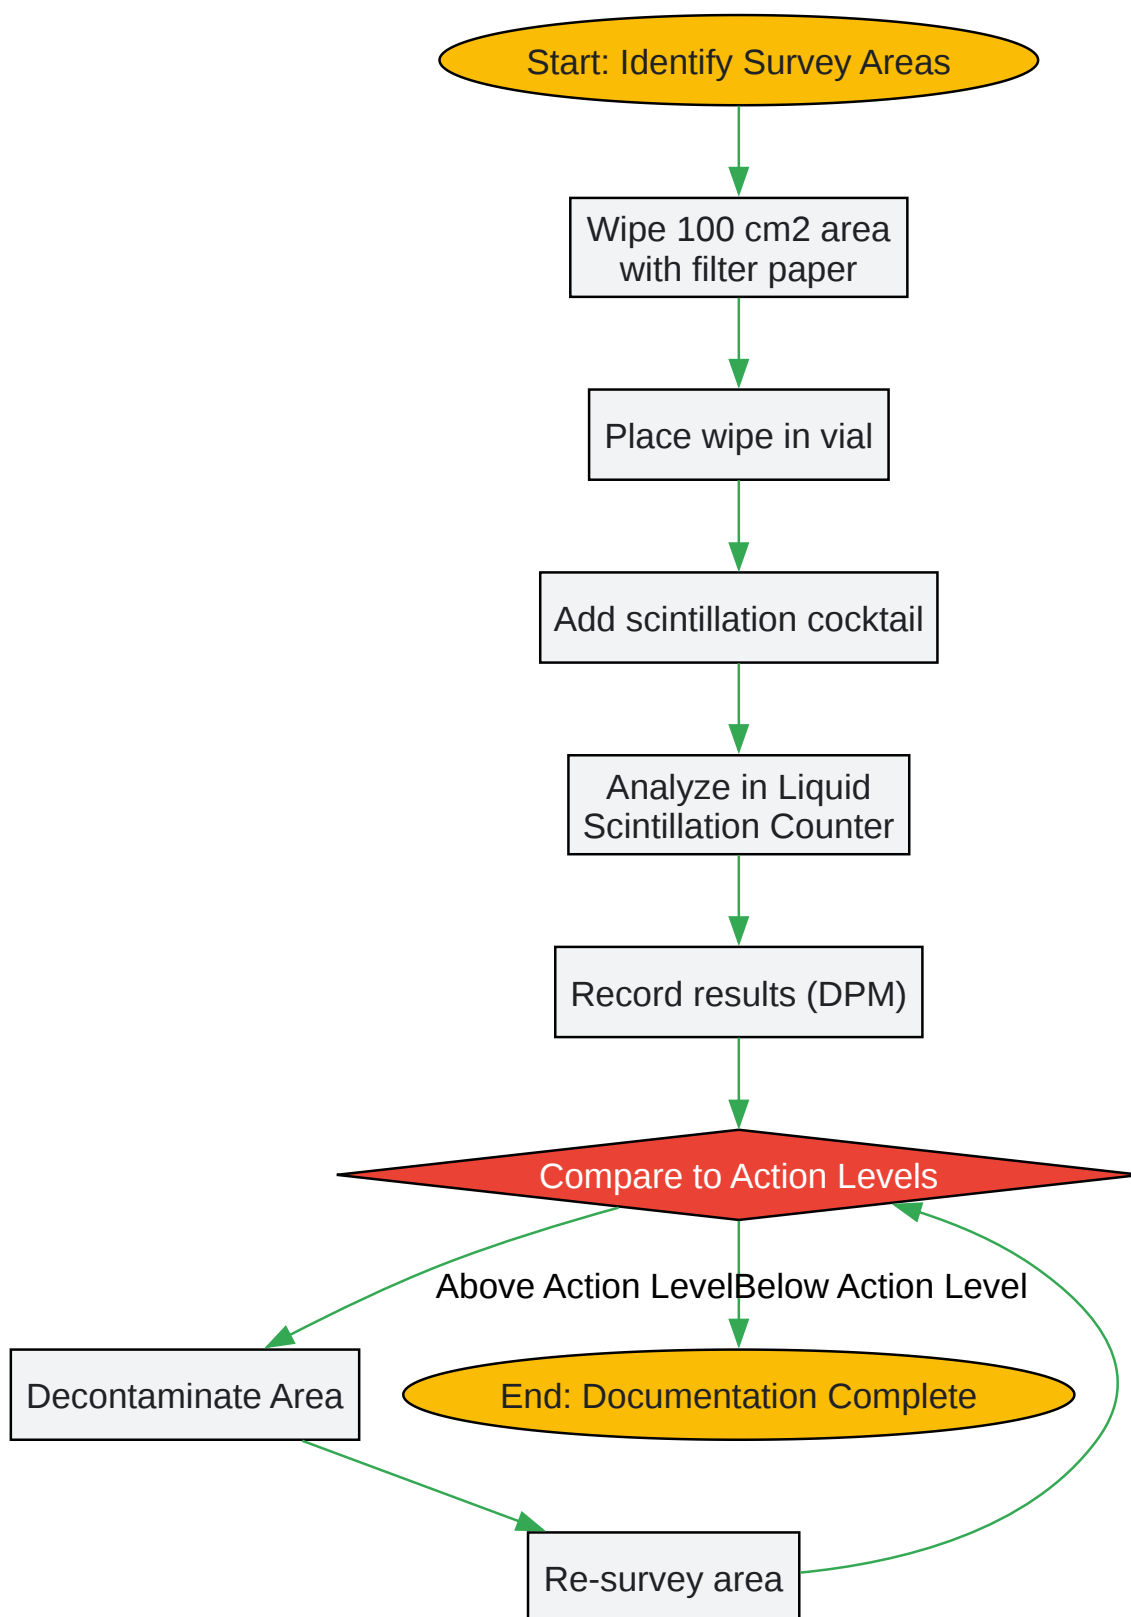 Start: Identify Survey Areas
Wipe 100 cm2 area
with filter paper
Place wipe in vial
Add scintillation cocktail
Analyze in Liquid
Scintillation Counter
Record results (DPM)
Compare to Action Levels
Above Action Level
Below Action Level
Decontaminate Area
End: Documentation Complete
Re-survey area